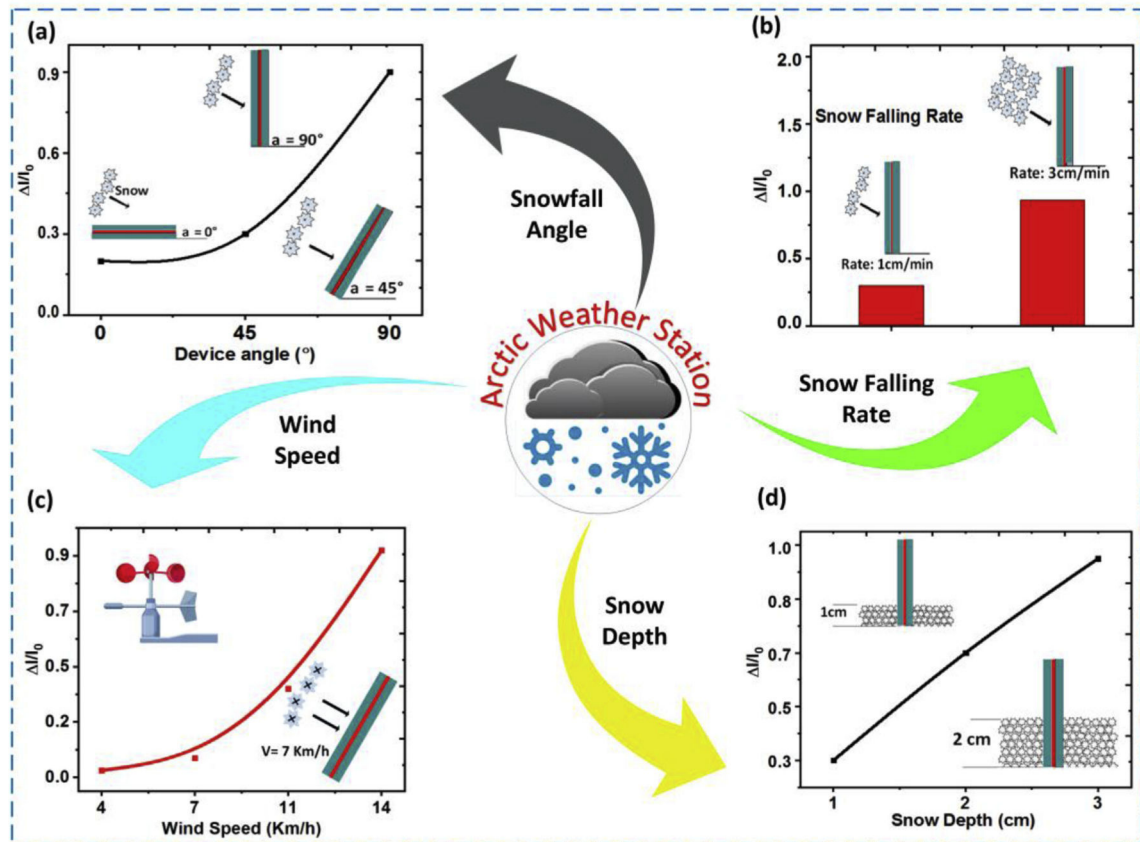 (a)
ΔI/I0
0.9
0.6
0.3
0.0
a = 90°
Snow
a = 0°
a = 45°
0
45
90
Device angle (°)
Snowfall
Angle
(b)
ΔI/I0
2.0
1.5
1.0
0.5
0.0
Snow Falling Rate
Rate: 1cm/min
Rate: 3cm/min
Arctic Weather Station
Wind
Speed
Snow Falling
Rate
Snow
Depth
(c)
ΔI/I0
0.9
0.7
0.5
0.2
0.0
V= 7 Km/h
4
7
11
14
Wind Speed (Km/h)
(d)
ΔI/I0
1.0
0.8
0.7
0.5
0.3
1cm
2 cm
1
2
3
Snow Depth (cm)